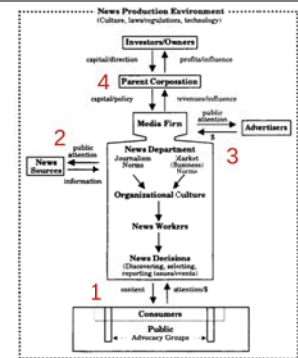 News Production Environment
(Culture, laws/regulations, technology)
Investors/Owners
capital/direction
profits/influence
4
Parent Corporation
capital/policy
revenues/influence
Media Firm
public
attention
$
Advertisers
3
2
public
attention
News
Sources
information
News Department
Journalism
Norms
Market
(Business)
Norms
Organizational Culture
News Workers
News Decisions
(Discovering, selecting,
reporting issues/events)
1
content
attention/$
Consumers
Public
Advocacy Groups